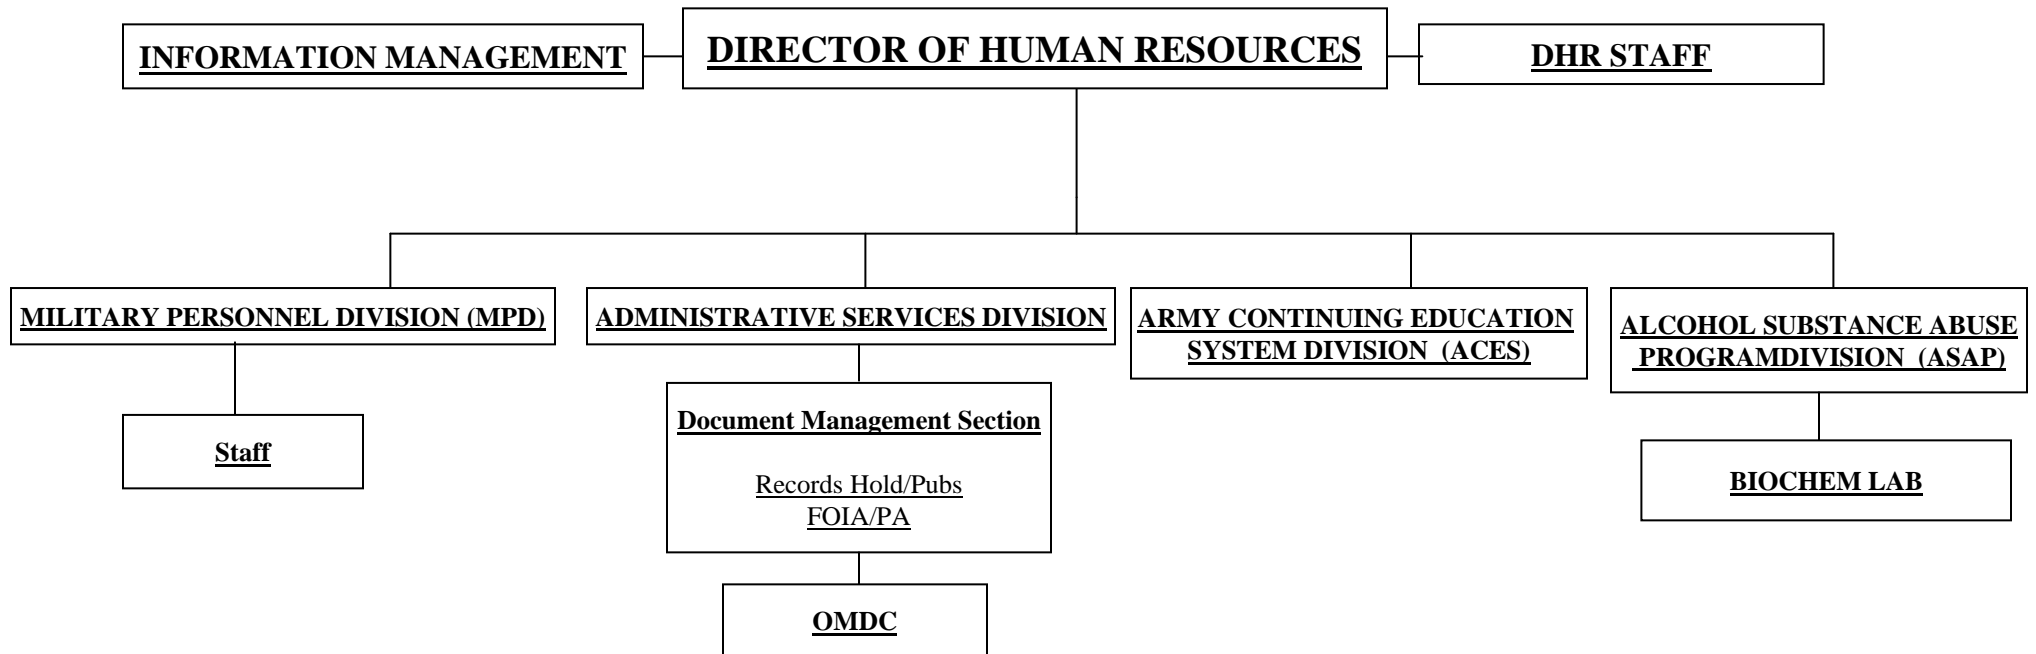 INFORMATION MANAGEMENT
DIRECTOR OF HUMAN RESOURCES
DHR STAFF
MILITARY PERSONNEL DIVISION (MPD)
ADMINISTRATIVE SERVICES DIVISION
ARMY CONTINUING EDUCATION
SYSTEM DIVISION (ACES)
ALCOHOL SUBSTANCE ABUSE
PROGRAMDIVISION (ASAP)
Staff
Document Management Section
Records Hold/Pubs
FOIA/PA
BIOCHEM LAB
OMDC